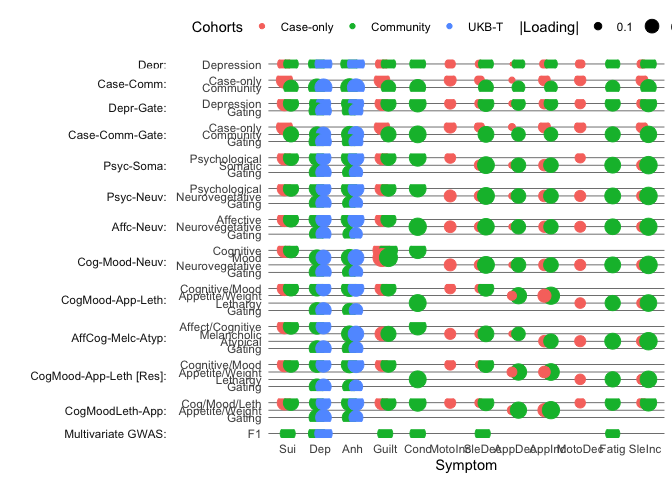 Cohorts Case-only Community UKB-T |Loading| 0.1
Depr: Depression
Case-Comm: Case-only
Community
Depr-Gate: Depression
Gating
Case-only
Case-Comm-Gate: Community
Gating
Psychological
Psyc-Soma: Somatic
Gating
Psychological
Psyc-Neuv: Neurovegetative
Gating
Affective
Affc-Neuv: Neurovegetative
Gating
Cognitive
Mood
Cog-Mood-Neuv: Neurovegetative
Gating
Cognitive/Mood
Appetite/Weight
CogMood-App-Leth: Lethargy
Gating
Affect/Cognitive
Melancholic
AffCog-Melc-Atyp: Atypical
Gating
Cognitive/Mood
Appetite/Weight
CogMood-App-Leth [Res]: Lethargy
Gating
Cog/Mood/Leth
CogMoodLeth-App: Appetite/Weight
Gating
Multivariate GWAS: F1
Sui Dep Anh Guilt Conc MotoInc SleDec AppDec AppInc MotoDec Fatig SleInc
Symptom